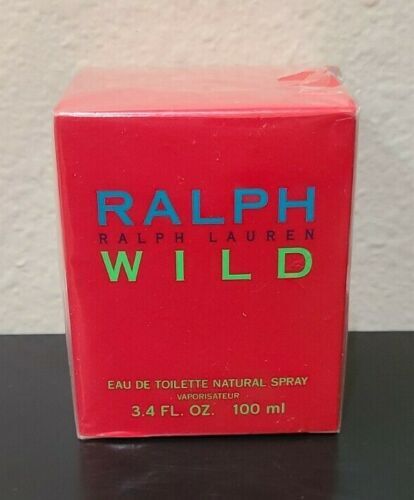 RALPH
RALPH LAUREN
WILD
EAU DE TOILETTE NATURAL SPRAY
· VAPORISATEUR ·
3.4 FL. OZ. 100 ml